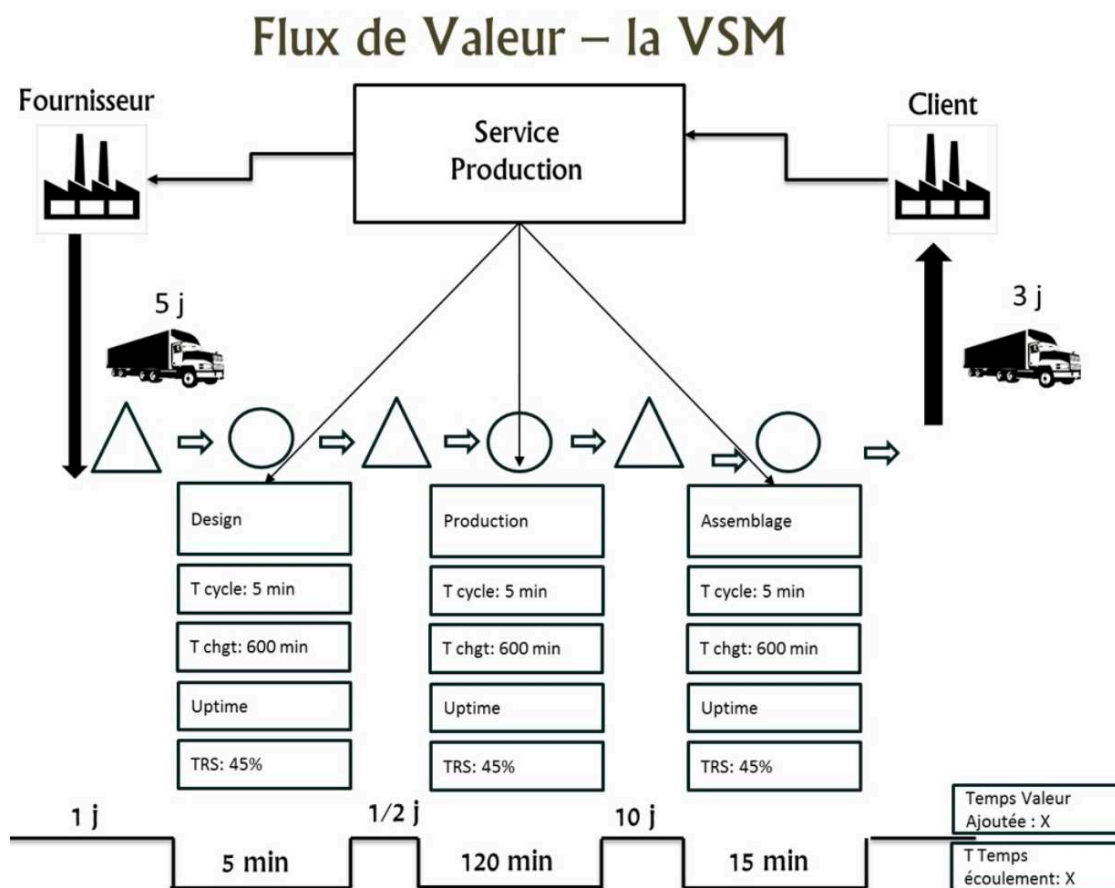 Flux de Valeur – la VSM
Fournisseur
Service
Production
Client
5 j
3 j
Design
Production
Assemblage
T cycle: 5 min
T cycle: 5 min
T cycle: 5 min
T chgt: 600 min
T chgt: 600 min
T chgt: 600 min
Uptime
Uptime
Uptime
TRS: 45%
TRS: 45%
TRS: 45%
1 j
1/2 j
10 j
Temps Valeur
Ajoutée : X
5 min
120 min
15 min
T Temps
écoulement: X